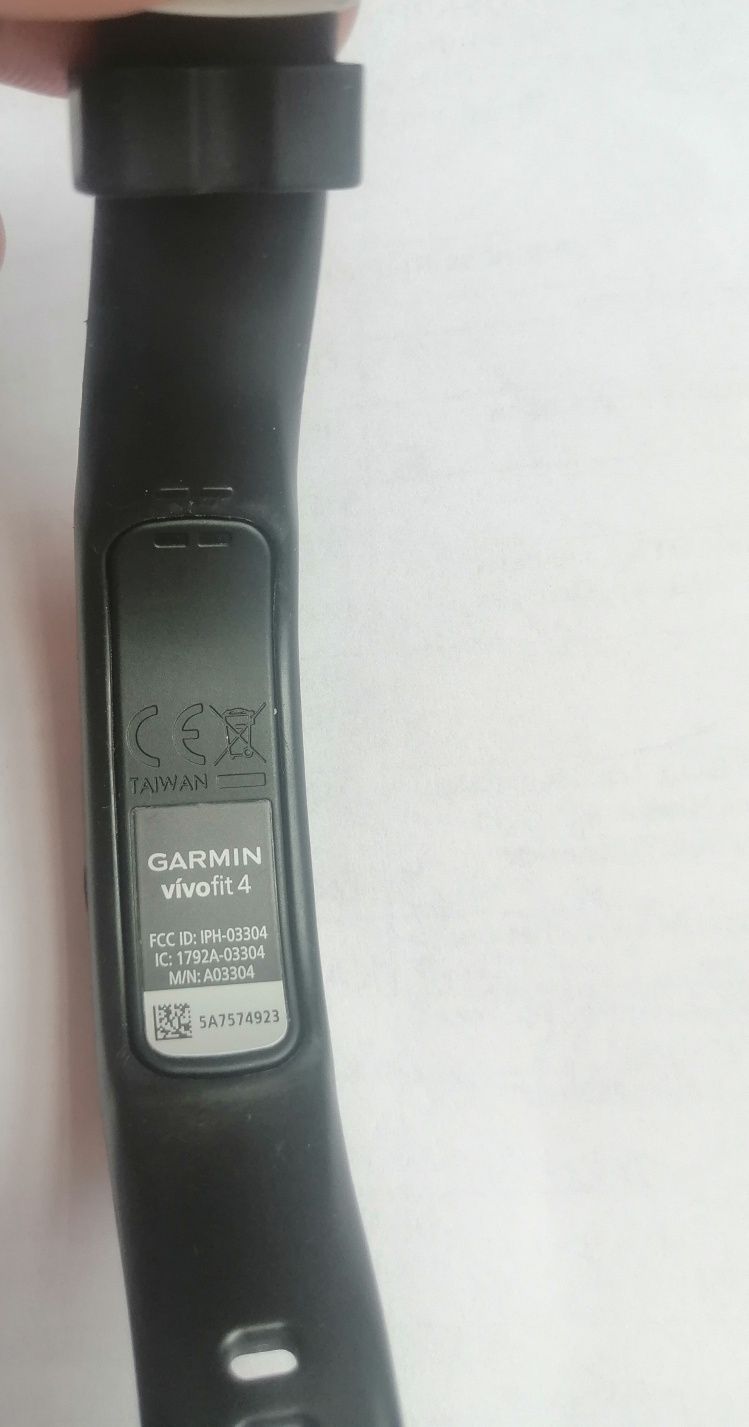 CE
TAIWAN
GARMIN
vívofit 4
FCC ID: IPH-03304
IC: 1792A-03304
M/N: A03304
5A7574923